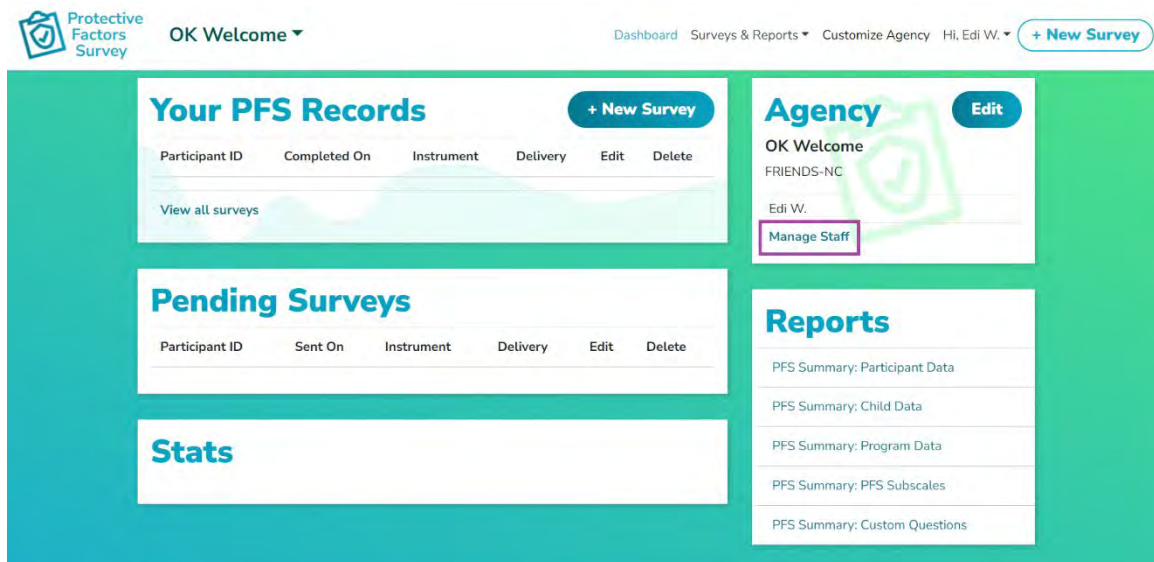 Protective
Factors
Survey
OK Welcome
Dashboard Surveys & Reports Customize Agency Hi, Edi W. + New Survey
Your PFS Records + New Survey
Participant ID Completed On Instrument Delivery Edit Delete
View all surveys
Pending Surveys
Participant ID Sent On Instrument Delivery Edit Delete
Stats
Agency Edit
OK Welcome
FRIENDS-NC
Edi W.
Manage Staff
Reports
PFS Summary: Participant Data
PFS Summary: Child Data
PFS Summary: Program Data
PFS Summary: PFS Subscales
PFS Summary: Custom Questions